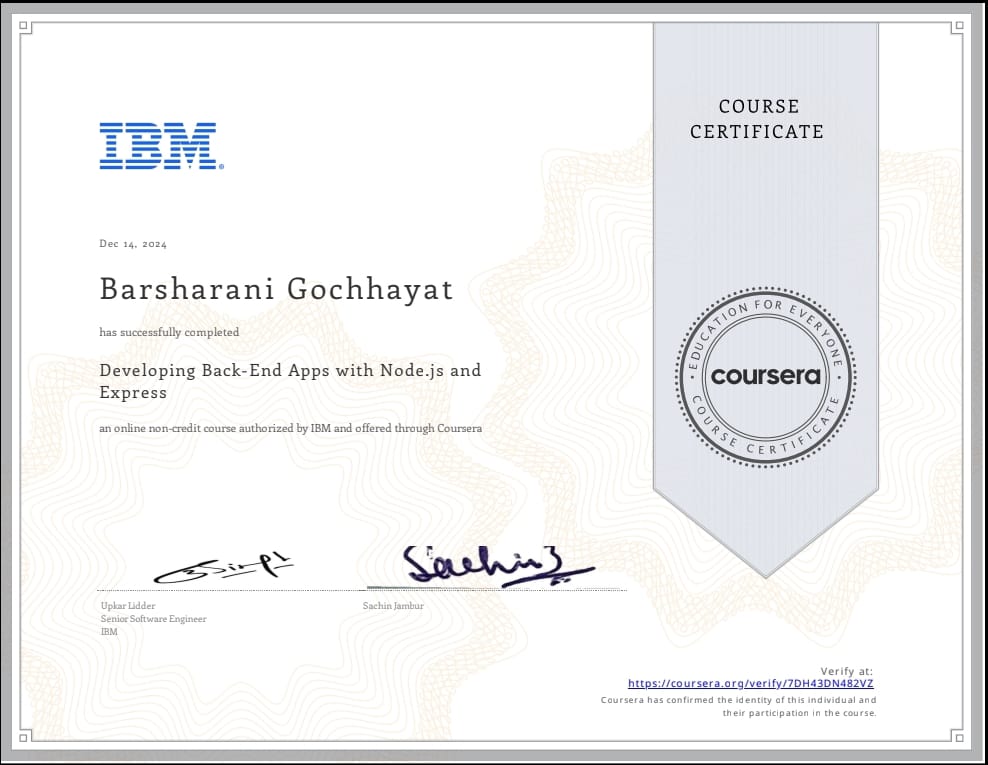 COURSE
CERTIFICATE
IBM
Dec 14, 2024
Barsharani Gochhayat
has successfully completed
Developing Back-End Apps with Node.js and
Express
an online non-credit course authorized by IBM and offered through Coursera
EDUCATION FOR EVERYONE
coursera
COURSE CERTIFICATE
Sachin
Upkar Lidder
Senior Software Engineer
IBM
Sachin Jambur
Verify at:
https://coursera.org/verify/7DH43DN482VZ
Coursera has confirmed the identity of this individual and
their participation in the course.